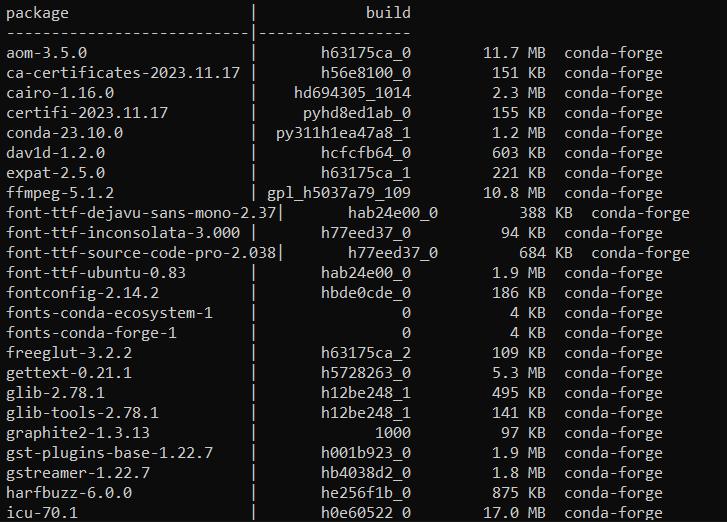 package                    |            build
---------------------------|-----------------
aom-3.5.0                  |       h63175ca_0        11.7 MB  conda-forge
ca-certificates-2023.11.17 |       h56e8100_0         151 KB  conda-forge
cairo-1.16.0               |    hd694305_1014         2.3 MB  conda-forge
certifi-2023.11.17         |     pyhd8ed1ab_0         155 KB  conda-forge
conda-23.10.0              |  py311h1ea47a8_1         1.2 MB  conda-forge
dav1d-1.2.0                |       hcfcfb64_0         603 KB  conda-forge
expat-2.5.0                |       h63175ca_1         221 KB  conda-forge
ffmpeg-5.1.2               | gpl_h5037a79_109        10.8 MB  conda-forge
font-ttf-dejavu-sans-mono-2.37|       hab24e00_0         388 KB  conda-forge
font-ttf-inconsolata-3.000 |       h77eed37_0          94 KB  conda-forge
font-ttf-source-code-pro-2.038|       h77eed37_0         684 KB  conda-forge
font-ttf-ubuntu-0.83       |       hab24e00_0         1.9 MB  conda-forge
fontconfig-2.14.2          |       hbde0cde_0         186 KB  conda-forge
fonts-conda-ecosystem-1    |                0           4 KB  conda-forge
fonts-conda-forge-1        |                0           4 KB  conda-forge
freeglut-3.2.2             |       h63175ca_2         109 KB  conda-forge
gettext-0.21.1             |       h5728263_0         5.3 MB  conda-forge
glib-2.78.1                |       h12be248_1         495 KB  conda-forge
glib-tools-2.78.1          |       h12be248_1         141 KB  conda-forge
graphite2-1.3.13           |             1000          97 KB  conda-forge
gst-plugins-base-1.22.7    |       h001b923_0         1.9 MB  conda-forge
gstreamer-1.22.7           |       hb4038d2_0         1.8 MB  conda-forge
harfbuzz-6.0.0             |       he256f1b_0         875 KB  conda-forge
icu-70.1                   |       h0e60522_0        17.0 MB  conda-forge